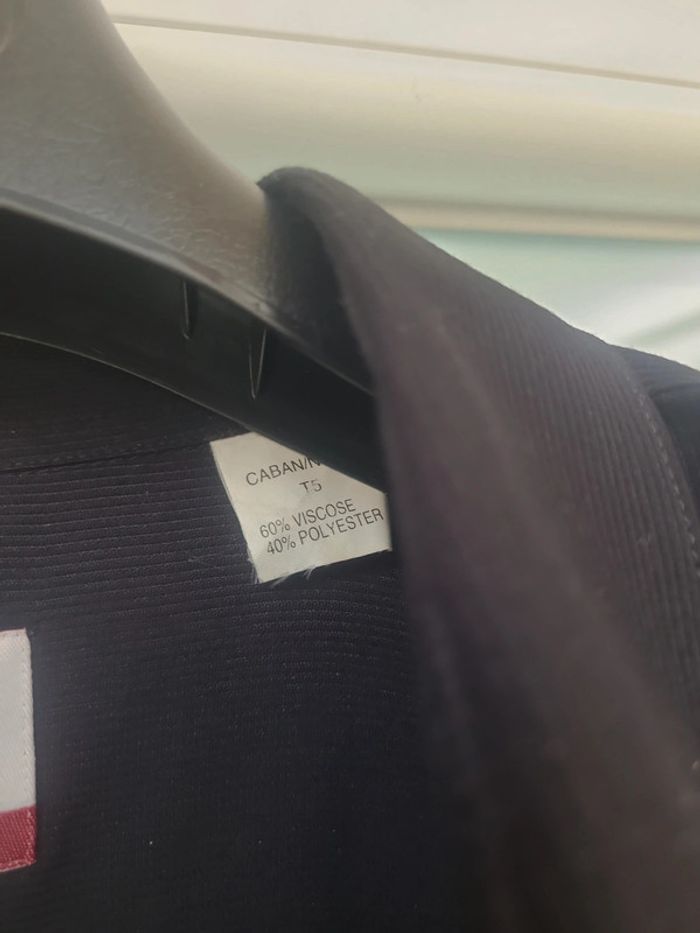 CABAN/N
T5
60% VISCOSE
40% POLYESTER